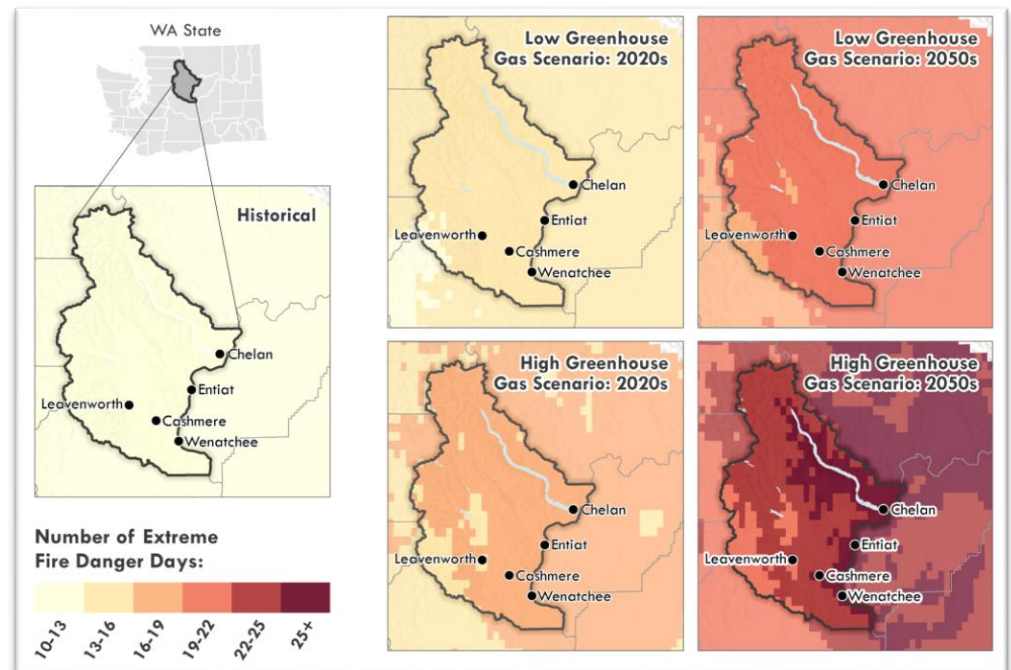 WA State
Historical
Chelan
Entiat
Leavenworth
Cashmere
Wenatchee
Number of Extreme
Fire Danger Days:
10-13
13-16
16-19
19-22
22-25
25+
Low Greenhouse
Gas Scenario: 2020s
Chelan
Entiat
Leavenworth
Cashmere
Wenatchee
Low Greenhouse
Gas Scenario: 2050s
Chelan
Entiat
Leavenworth
Cashmere
Wenatchee
High Greenhouse
Gas Scenario: 2020s
Chelan
Entiat
Leavenworth
Cashmere
Wenatchee
High Greenhouse
Gas Scenario: 2050s
Chelan
Entiat
Leavenworth
Cashmere
Wenatchee